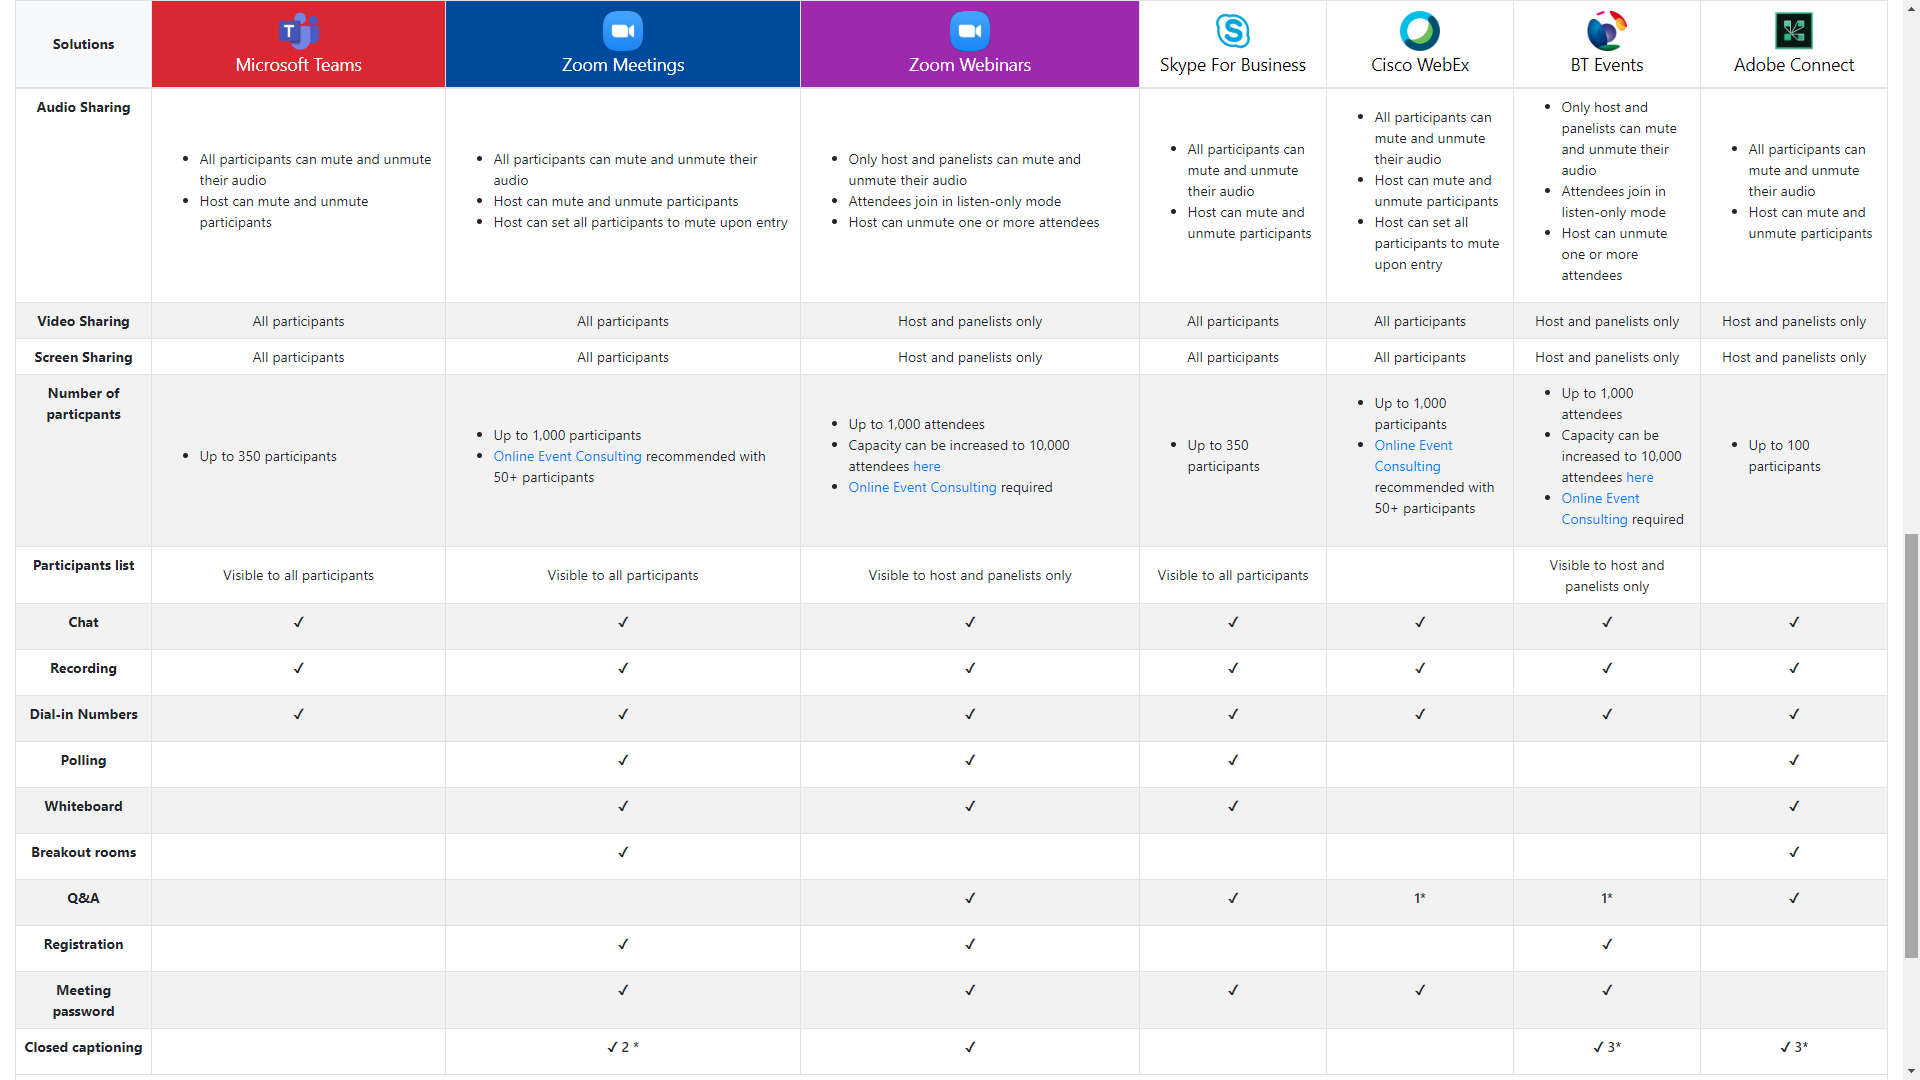 Solutions
Microsoft Teams
Zoom Meetings
Zoom Webinars
Skype For Business
Cisco WebEx
BT Events
Adobe Connect
Audio Sharing
• All participants can mute and unmute
their audio
• Host can mute and unmute
participants
• All participants can mute and unmute their
audio
• Host can mute and unmute participants
• Host can set all participants to mute upon entry
• Only host and panelists can mute and
unmute their audio
• Attendees join in listen-only mode
• Host can unmute one or more attendees
• All participants can
mute and unmute
their audio
• Host can mute and
unmute participants
• All participants can
mute and unmute
their audio
• Host can mute and
unmute participants
• Host can set all
participants to mute
upon entry
• Only host and
panelists can mute
and unmute their
audio
• Attendees join in
listen-only mode
• Host can unmute
one or more
attendees
• All participants can
mute and unmute
their audio
• Host can mute and
unmute participants
Video Sharing
All participants
All participants
Host and panelists only
All participants
All participants
Host and panelists only
Host and panelists only
Screen Sharing
All participants
All participants
Host and panelists only
All participants
All participants
Host and panelists only
Host and panelists only
Number of
particpants
• Up to 350 participants
• Up to 1,000 participants
• Online Event Consulting recommended with
50+ participants
• Up to 1,000 attendees
• Capacity can be increased to 10,000
attendees here
• Online Event Consulting required
• Up to 350
participants
• Up to 1,000
participants
• Online Event
Consulting
recommended with
50+ participants
• Up to 1,000
attendees
• Capacity can be
increased to 10,000
attendees here
• Online Event
Consulting required
• Up to 100
participants
Participants list
Visible to all participants
Visible to all participants
Visible to host and panelists only
Visible to all participants
Visible to host and
panelists only
Chat ✓ ✓ ✓ ✓ ✓ ✓ ✓
Recording ✓ ✓ ✓ ✓ ✓ ✓ ✓
Dial-in Numbers ✓ ✓ ✓ ✓ ✓ ✓ ✓
Polling ✓ ✓ ✓ ✓
Whiteboard ✓ ✓ ✓ ✓
Breakout rooms ✓ ✓
Q&A ✓ ✓ 1* 1* ✓
Registration ✓ ✓ ✓
Meeting
password ✓ ✓ ✓ ✓ ✓
Closed captioning ✓ 2 * ✓ ✓ 3* ✓ 3*